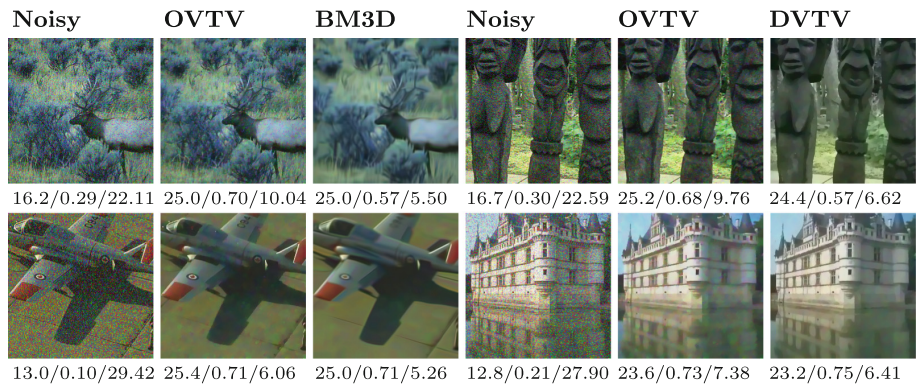 Noisy OVTV BM3D Noisy OVTV DVTV
16.2/0.29/22.11 25.0/0.70/10.04 25.0/0.57/5.50 16.7/0.30/22.59 25.2/0.68/9.76 24.4/0.57/6.62
13.0/0.10/29.42 25.4/0.71/6.06 25.0/0.71/5.26 12.8/0.21/27.90 23.6/0.73/7.38 23.2/0.75/6.41